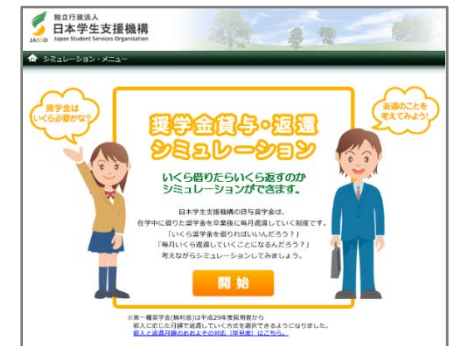 独立行政法人
日本学生支援機構
JASSO Japan Student Services Organization
シミュレーション・メニュー
奨学金は
いくら必要かな?
返還のことを
考えてみよう!
奨学金貸与・返還
シミュレーション
いくら借りたらいくら返すのか
シミュレーションができます。
日本学生支援機構の貸与奨学金は、
在学中に借りた奨学金を卒業後に毎月返還していく制度です。
「いくら奨学金を借りればいいんだろう?」
「毎月いくら返還していくことになるんだろう?」
考えながらシミュレーションしてみましょう。
開始
※第一種奨学金(無利息)は平成29年度採用者から
収入に応じた月額で返還していく方式を選択できるようになりました。
収入と返還月額のおおよその対応(早見表)はこちら。